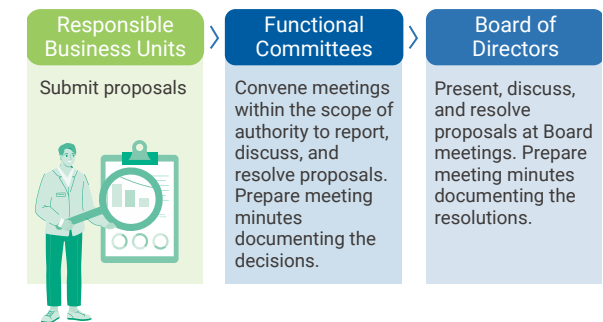 Responsible
Business Units
Submit proposals
Functional
Committees
Convene meetings
within the scope of
authority to report,
discuss, and
resolve proposals.
Prepare meeting
minutes
documenting the
decisions.
Board of
Directors
Present, discuss,
and resolve
proposals at Board
meetings. Prepare
meeting minutes
documenting the
resolutions.